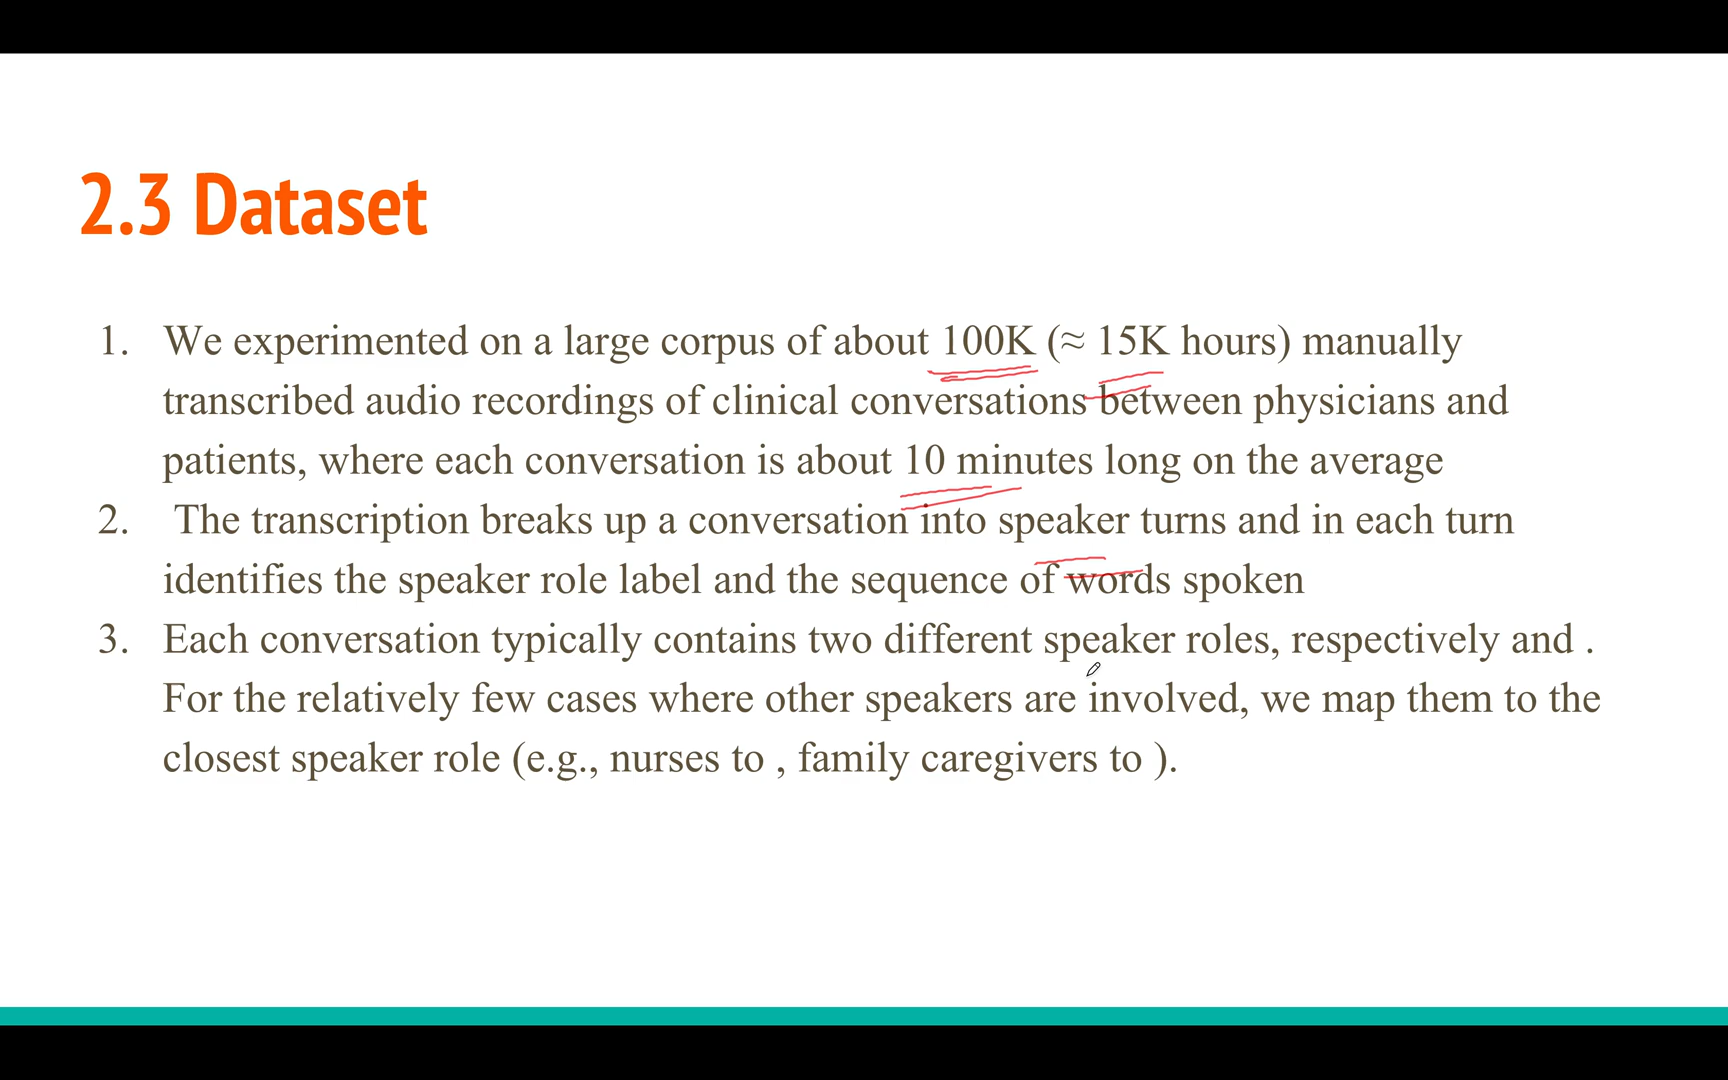 2.3 Dataset
1. We experimented on a large corpus of about 100K (≈ 15K hours) manually
transcribed audio recordings of clinical conversations between physicians and
patients, where each conversation is about 10 minutes long on the average
2. The transcription breaks up a conversation into speaker turns and in each turn
identifies the speaker role label and the sequence of words spoken
3. Each conversation typically contains two different speaker roles, respectively and .
For the relatively few cases where other speakers are involved, we map them to the
closest speaker role (e.g., nurses to , family caregivers to ).